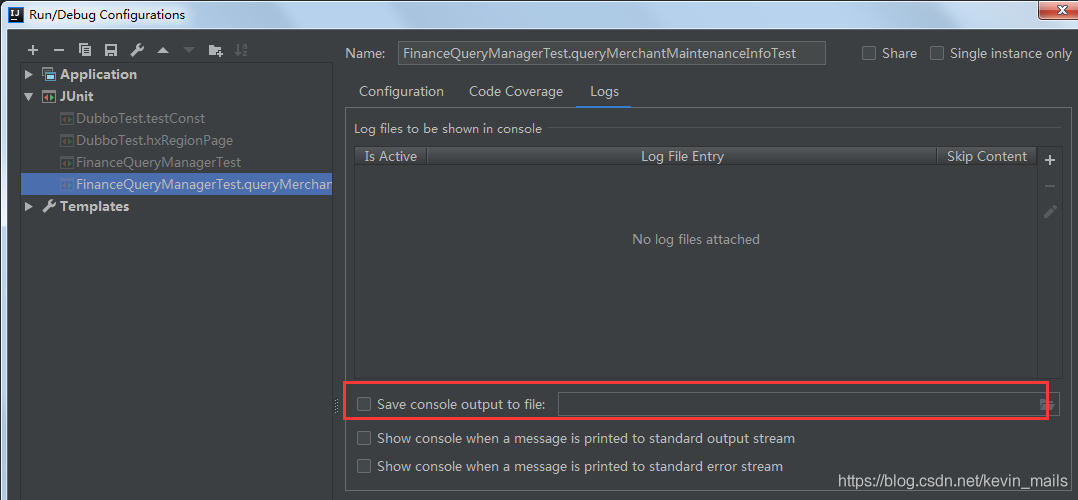 Run/Debug Configurations
Name: FinanceQueryManagerTest.queryMerchantMaintenanceInfoTest Share Single instance only
Application
JUnit
DubboTest.testConst
DubboTest.hxRegionPage
FinanceQueryManagerTest
FinanceQueryManagerTest.queryMerchan
Templates
Configuration Code Coverage Logs
Log files to be shown in console
Is Active Log File Entry Skip Content
No log files attached
Save console output to file:
Show console when a message is printed to standard output stream
Show console when a message is printed to standard error stream
https://blog.csdn.net/kevin_mails